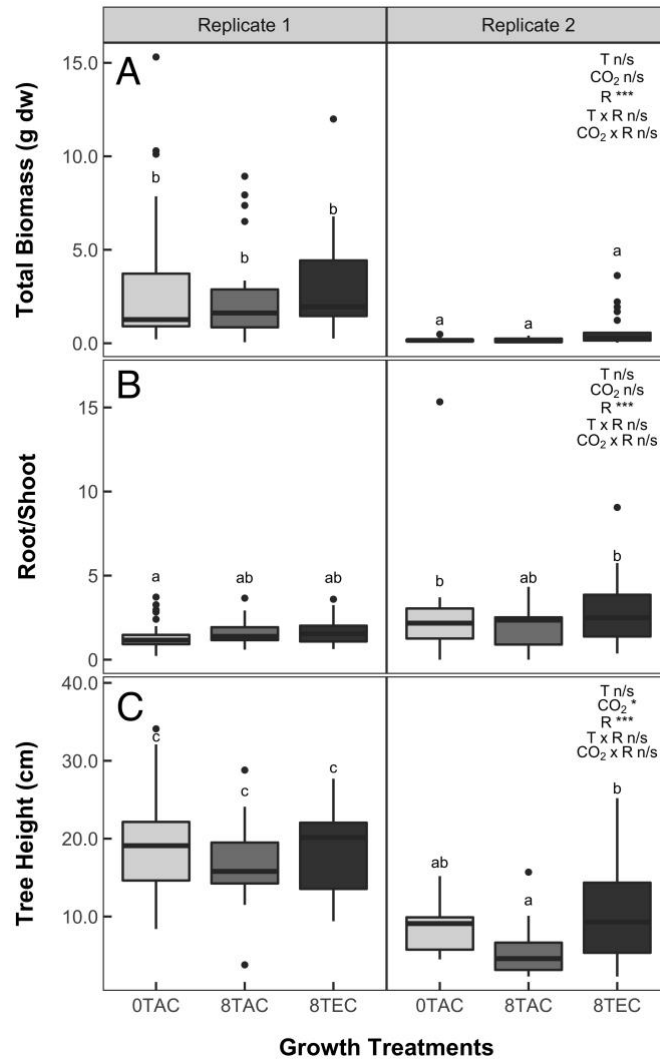 Replicate 1
Replicate 2
Total Biomass (g dw)
A
15.0
10.0
5.0
0.0
b
b
b
a
a
a
T n/s
CO₂ n/s
R ***
T x R n/s
CO₂ x R n/s
Root/Shoot
B
15
10
5
0
a
ab
ab
b
ab
b
T n/s
CO₂ n/s
R ***
T x R n/s
CO₂ x R n/s
Tree Height (cm)
C
40.0
30.0
20.0
10.0
c
c
c
ab
a
b
T n/s
CO₂ *
R ***
T x R n/s
CO₂ x R n/s
0TAC 8TAC 8TEC 0TAC 8TAC 8TEC
Growth Treatments